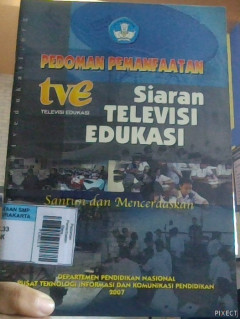 PEDOMAN PEMANFAATAN
tve
TELEVISI EDUKASI
Siaran
TELEVISI
EDUKASI
Santun dan Mencerdaskan
DEPARTEMEN PENDIDIKAN NASIONAL
PUSAT TEKNOLOGI INFORMASI DAN KOMUNIKASI PENDIDIKAN
2007
PIXECT